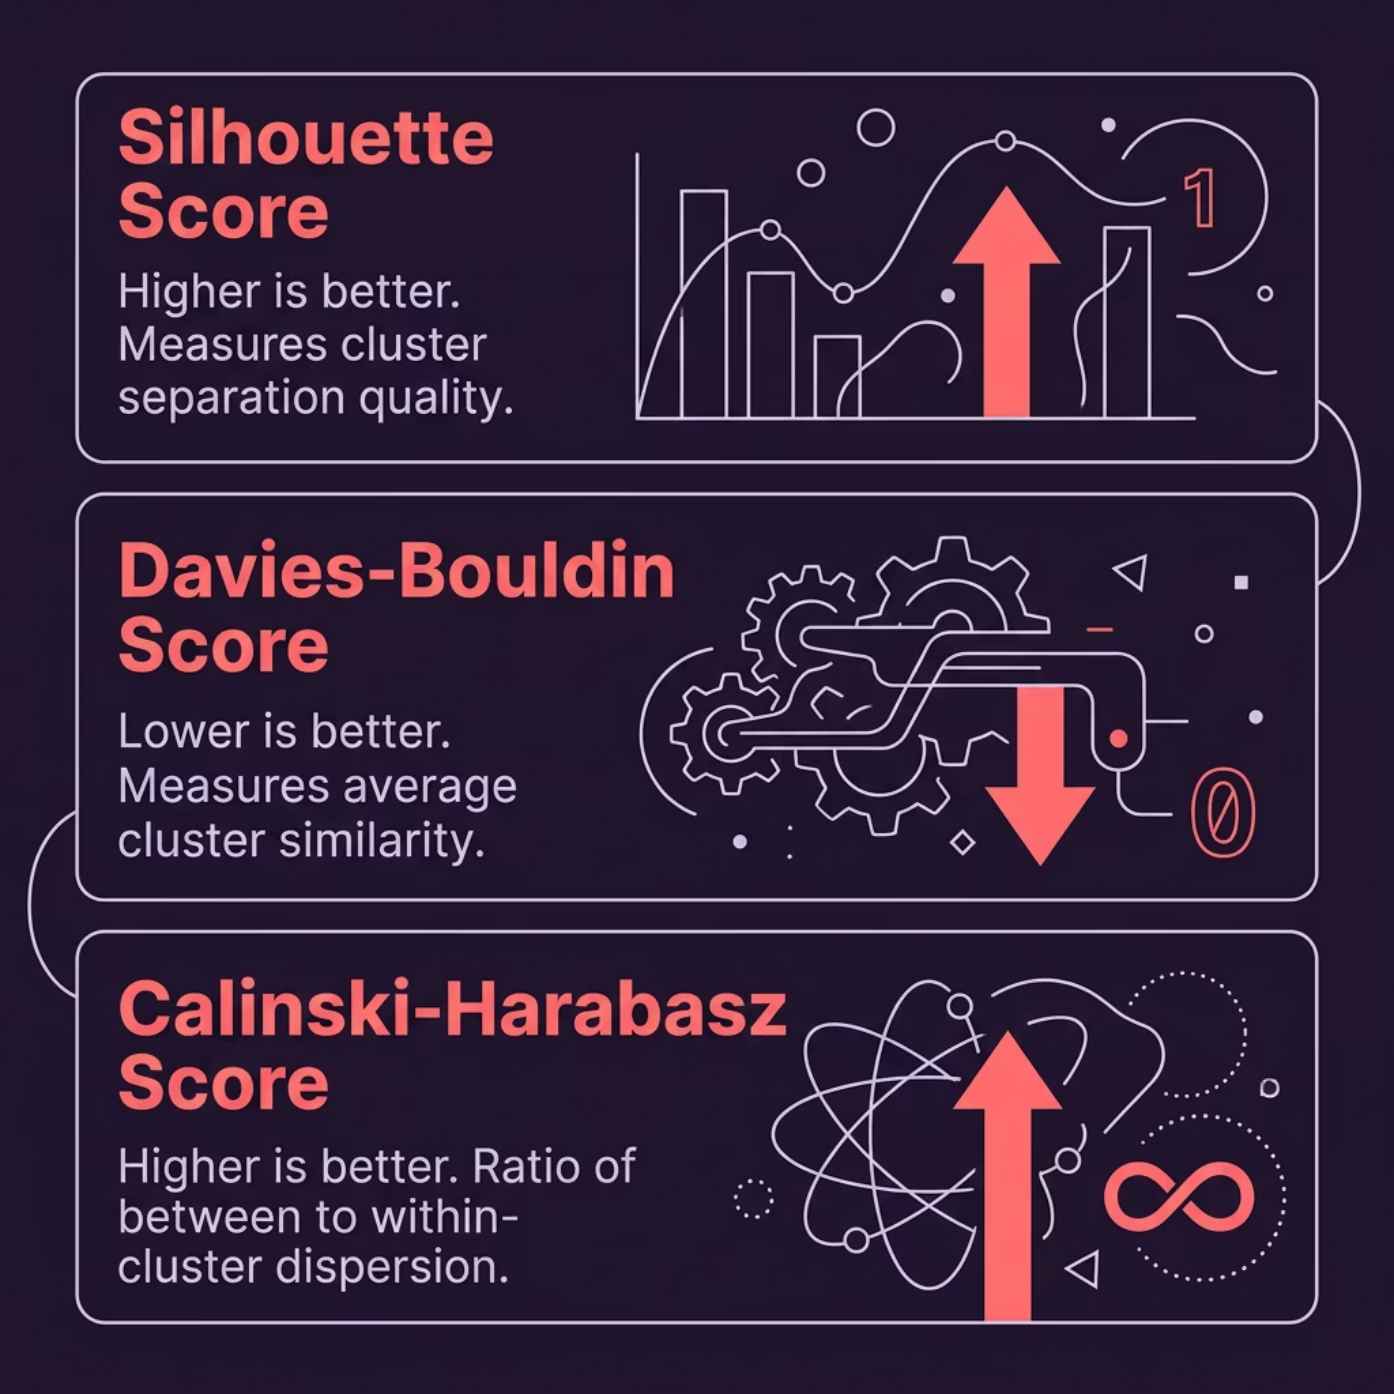 Silhouette
Score
Higher is better.
Measures cluster
separation quality.
1
Davies-Bouldin
Score
Lower is better.
Measures average
cluster similarity.
0
Calinski-Harabasz
Score
Higher is better. Ratio of
between to within-
cluster dispersion.
∞